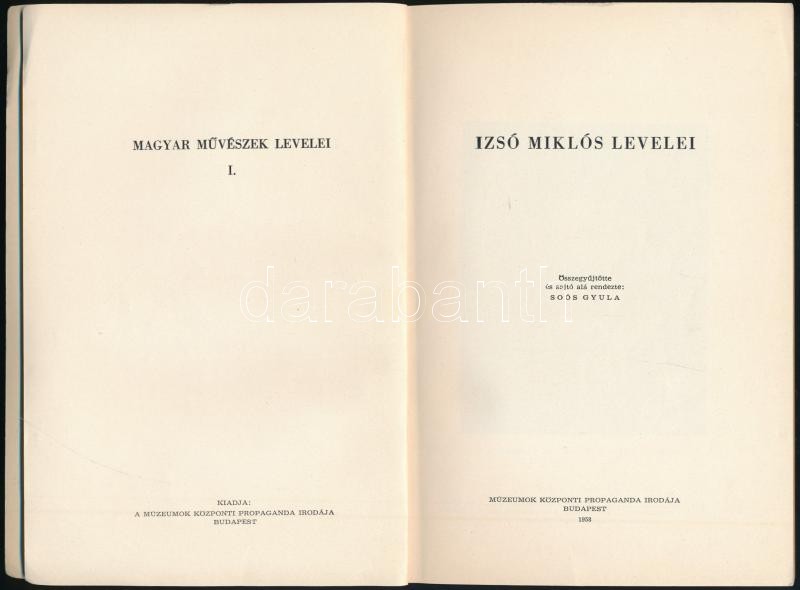 MAGYAR MŰVÉSZEK LEVELEI
I.
KIADJA:
A MÚZEUMOK KÖZPONTI PROPAGANDA IRODÁJA
BUDAPEST
IZSÓ MIKLÓS LEVELEI
Összegyűjtötte
és sajtó alá rendezte:
SOÓS GYULA
MÚZEUMOK KÖZPONTI PROPAGANDA IRODÁJA
BUDAPEST
1958
darabanth